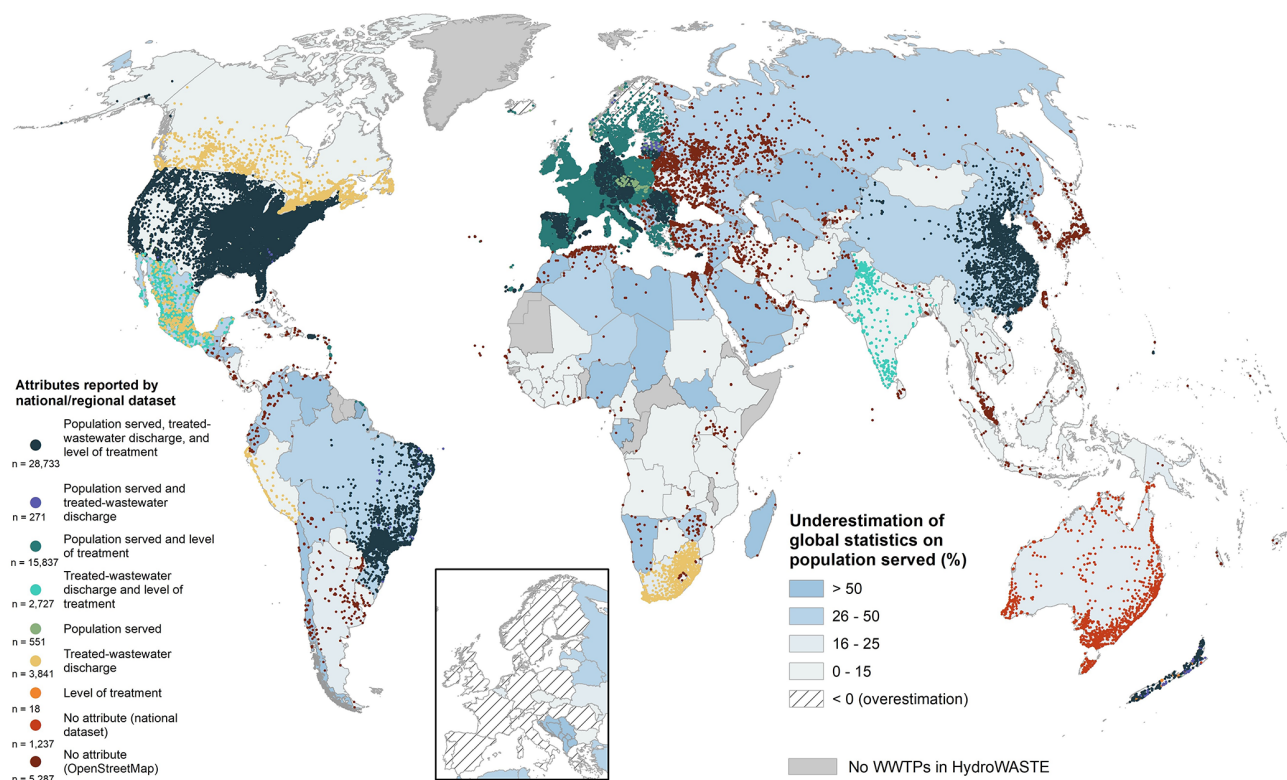 Attributes reported by
national/regional dataset
Population served, treated-
wastewater discharge, and
level of treatment
n = 28,733
Population served and
treated-wastewater
discharge
n = 271
Population served and level
of treatment
n = 15,837
Treated-wastewater
discharge and level of
treatment
n = 2,727
Population served
n = 551
Treated-wastewater
discharge
n = 3,841
Level of treatment
n = 18
No attribute (national
dataset)
n = 1,237
No attribute
(OpenStreetMap)
n = 5,287
Underestimation of
global statistics on
population served (%)
> 50
26 - 50
16 - 25
0 - 15
< 0 (overestimation)
No WWTPs in HydroWASTE